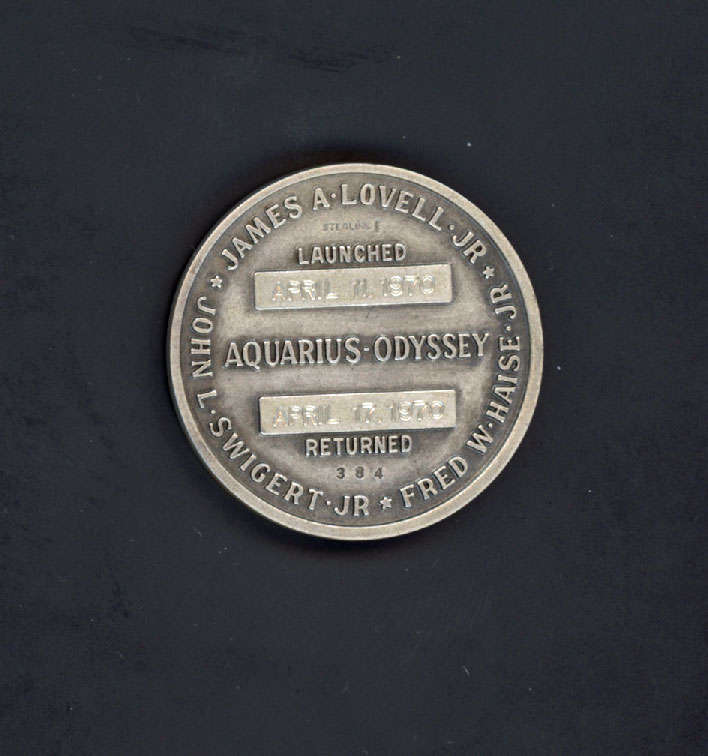 JAMES A·LOVELL·JR
STERLING
LAUNCHED
APRIL 11, 1970
AQUARIUS-ODYSSEY
APRIL 17, 1970
RETURNED
384
JOHN L·SWIGERT·JR
FRED W·HAISE·JR